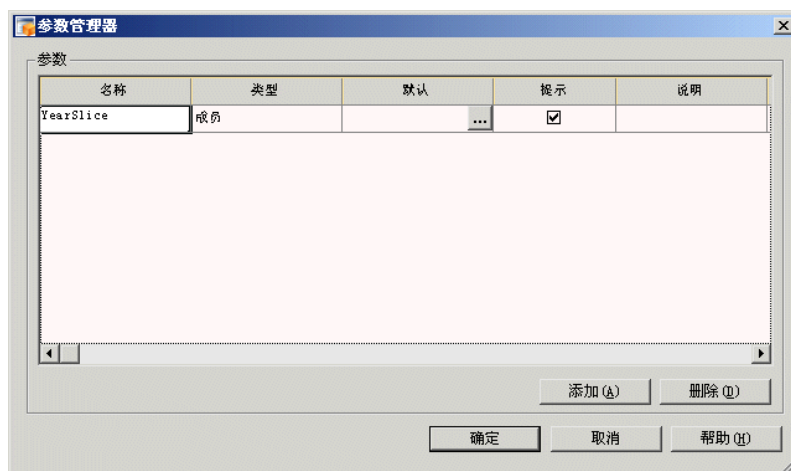 参数管理器
参数
名称 类型 默认 提示 说明
YearSlice 成员 ...
添加(A) 删除(D)
确定 取消 帮助(H)